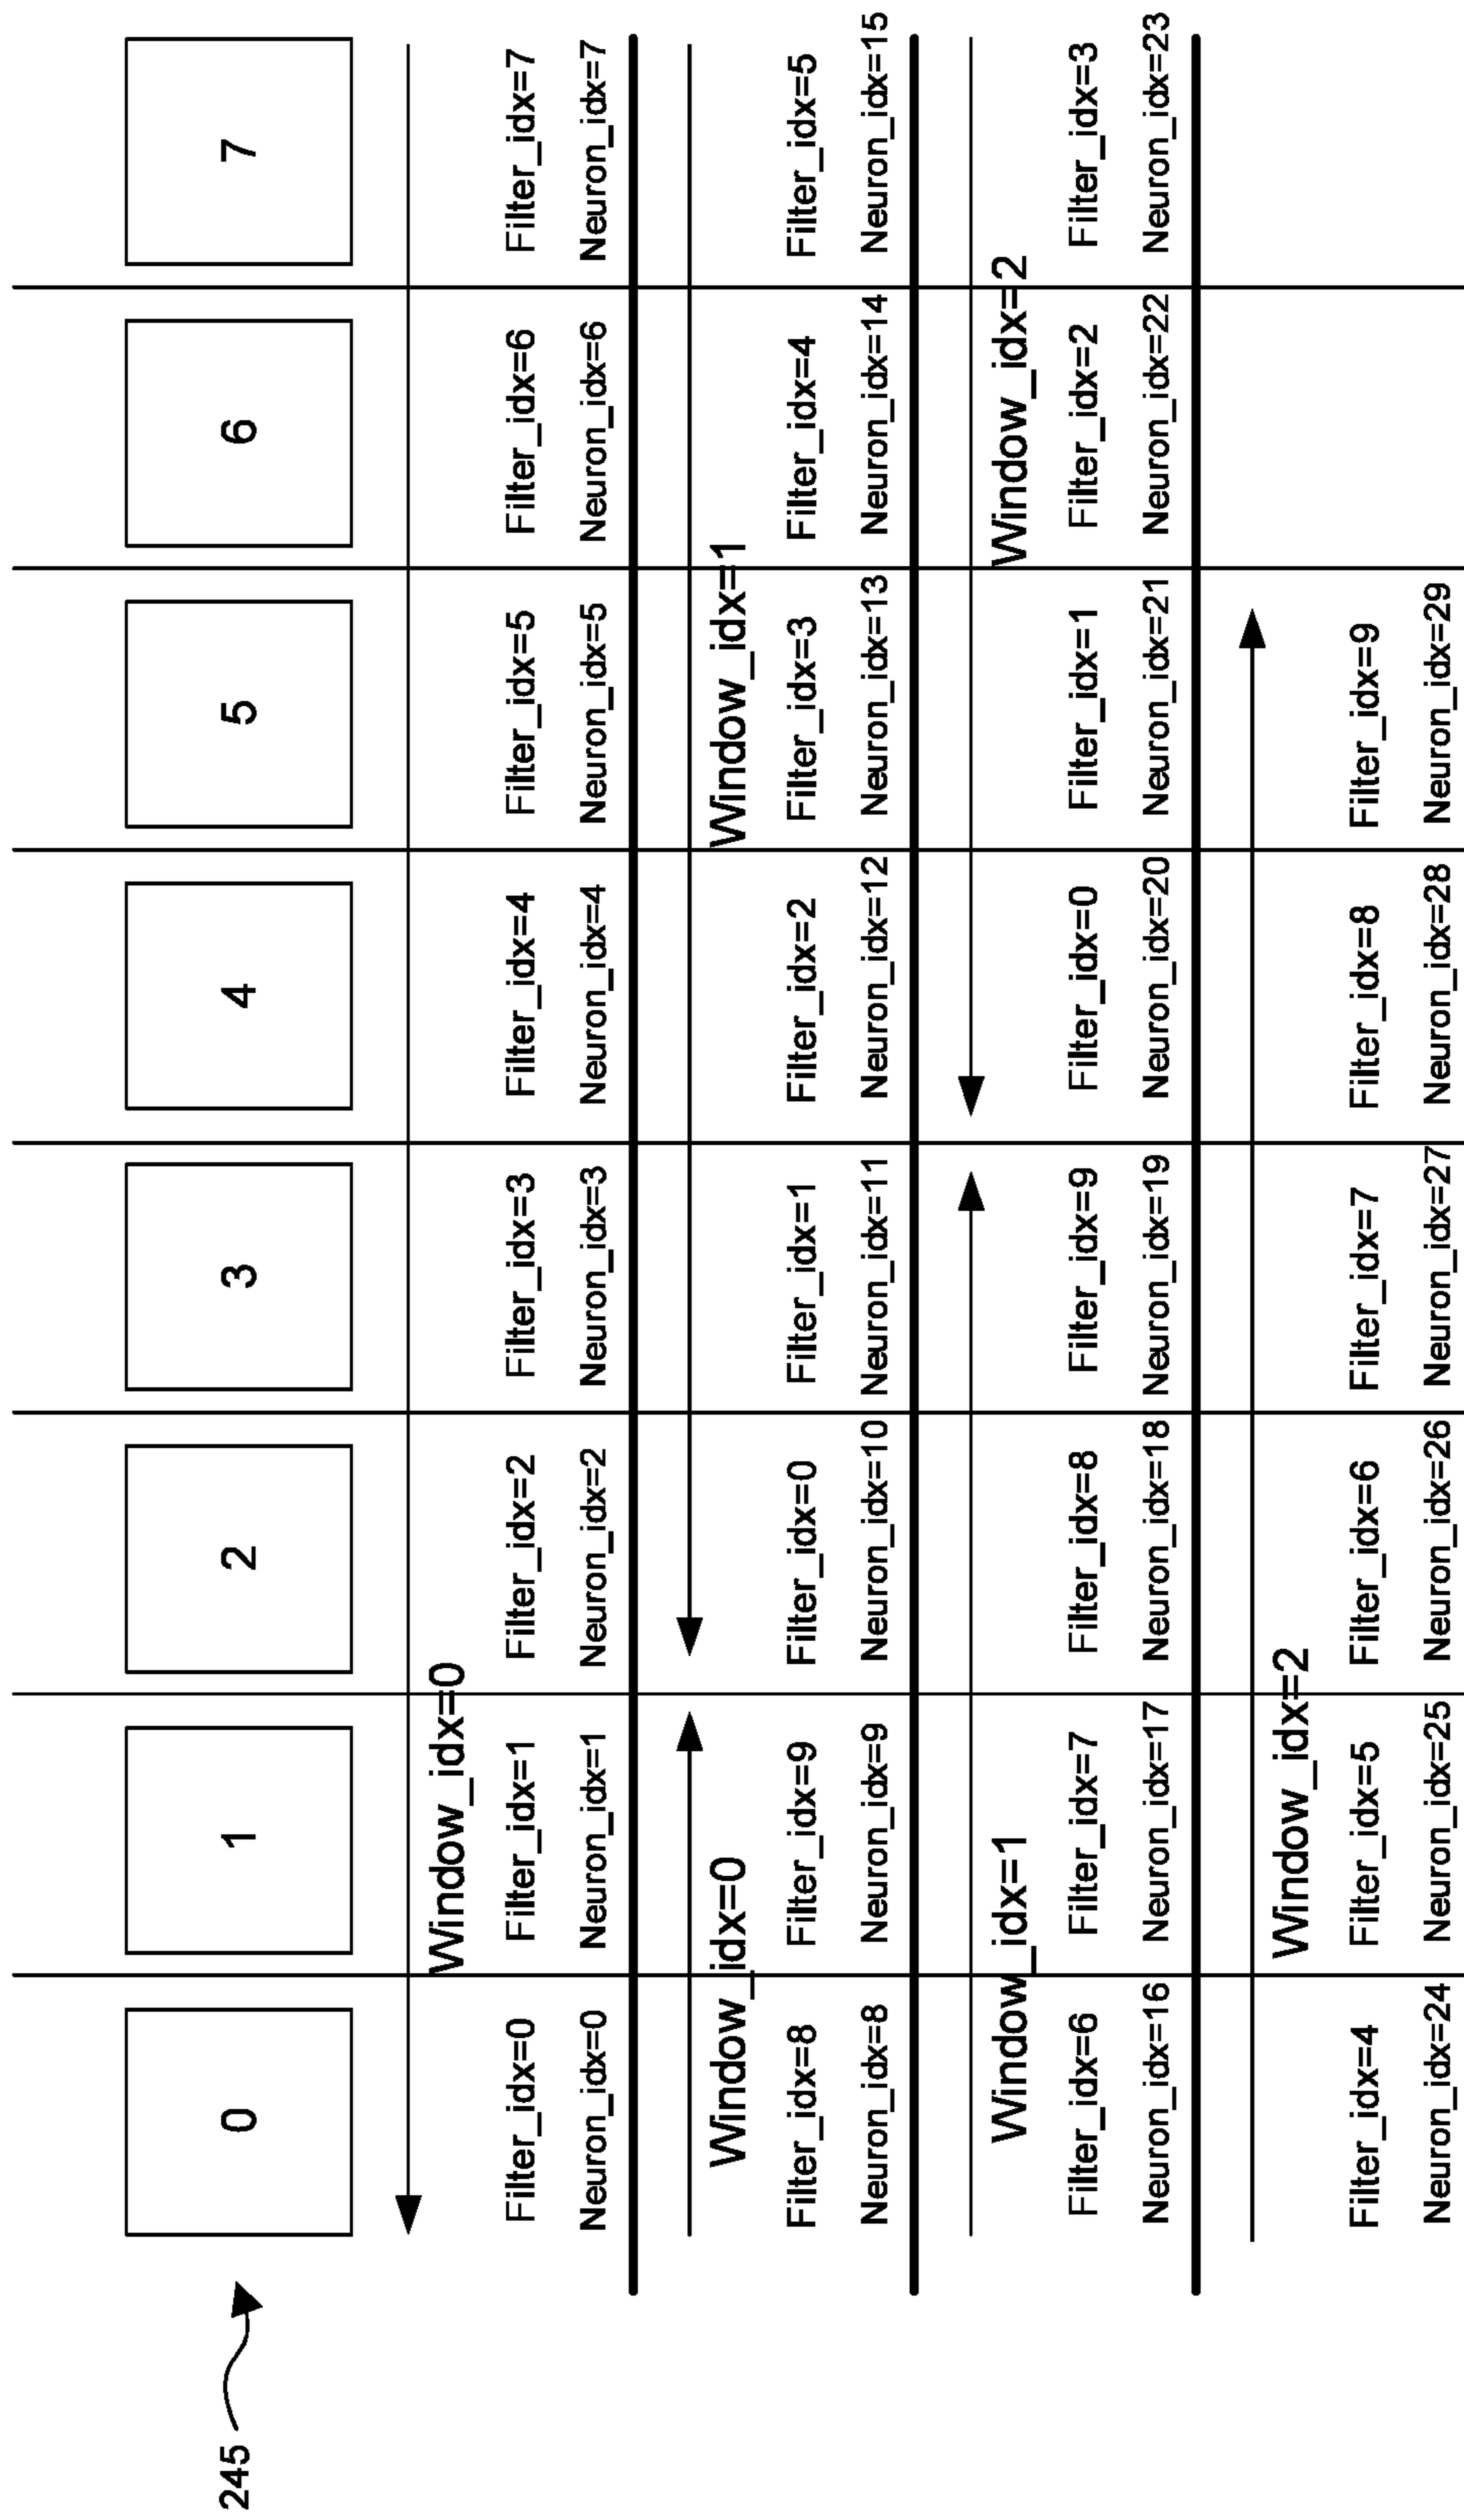 245
0 1 2 3 4 5 6 7
Window_idx=0
Filter_idx=0 Filter_idx=1 Filter_idx=2 Filter_idx=3 Filter_idx=4 Filter_idx=5 Filter_idx=6 Filter_idx=7
Neuron_idx=0 Neuron_idx=1 Neuron_idx=2 Neuron_idx=3 Neuron_idx=4 Neuron_idx=5 Neuron_idx=6 Neuron_idx=7
Window_idx=0 Window_idx=1
Filter_idx=8 Filter_idx=9 Filter_idx=0 Filter_idx=1 Filter_idx=2 Filter_idx=3 Filter_idx=4 Filter_idx=5
Neuron_idx=8 Neuron_idx=9 Neuron_idx=10 Neuron_idx=11 Neuron_idx=12 Neuron_idx=13 Neuron_idx=14 Neuron_idx=15
Window_idx=1 Window_idx=2
Filter_idx=6 Filter_idx=7 Filter_idx=8 Filter_idx=9 Filter_idx=0 Filter_idx=1 Filter_idx=2 Filter_idx=3
Neuron_idx=16 Neuron_idx=17 Neuron_idx=18 Neuron_idx=19 Neuron_idx=20 Neuron_idx=21 Neuron_idx=22 Neuron_idx=23
Window_idx=2
Filter_idx=4 Filter_idx=5 Filter_idx=6 Filter_idx=7 Filter_idx=8 Filter_idx=9
Neuron_idx=24 Neuron_idx=25 Neuron_idx=26 Neuron_idx=27 Neuron_idx=28 Neuron_idx=29